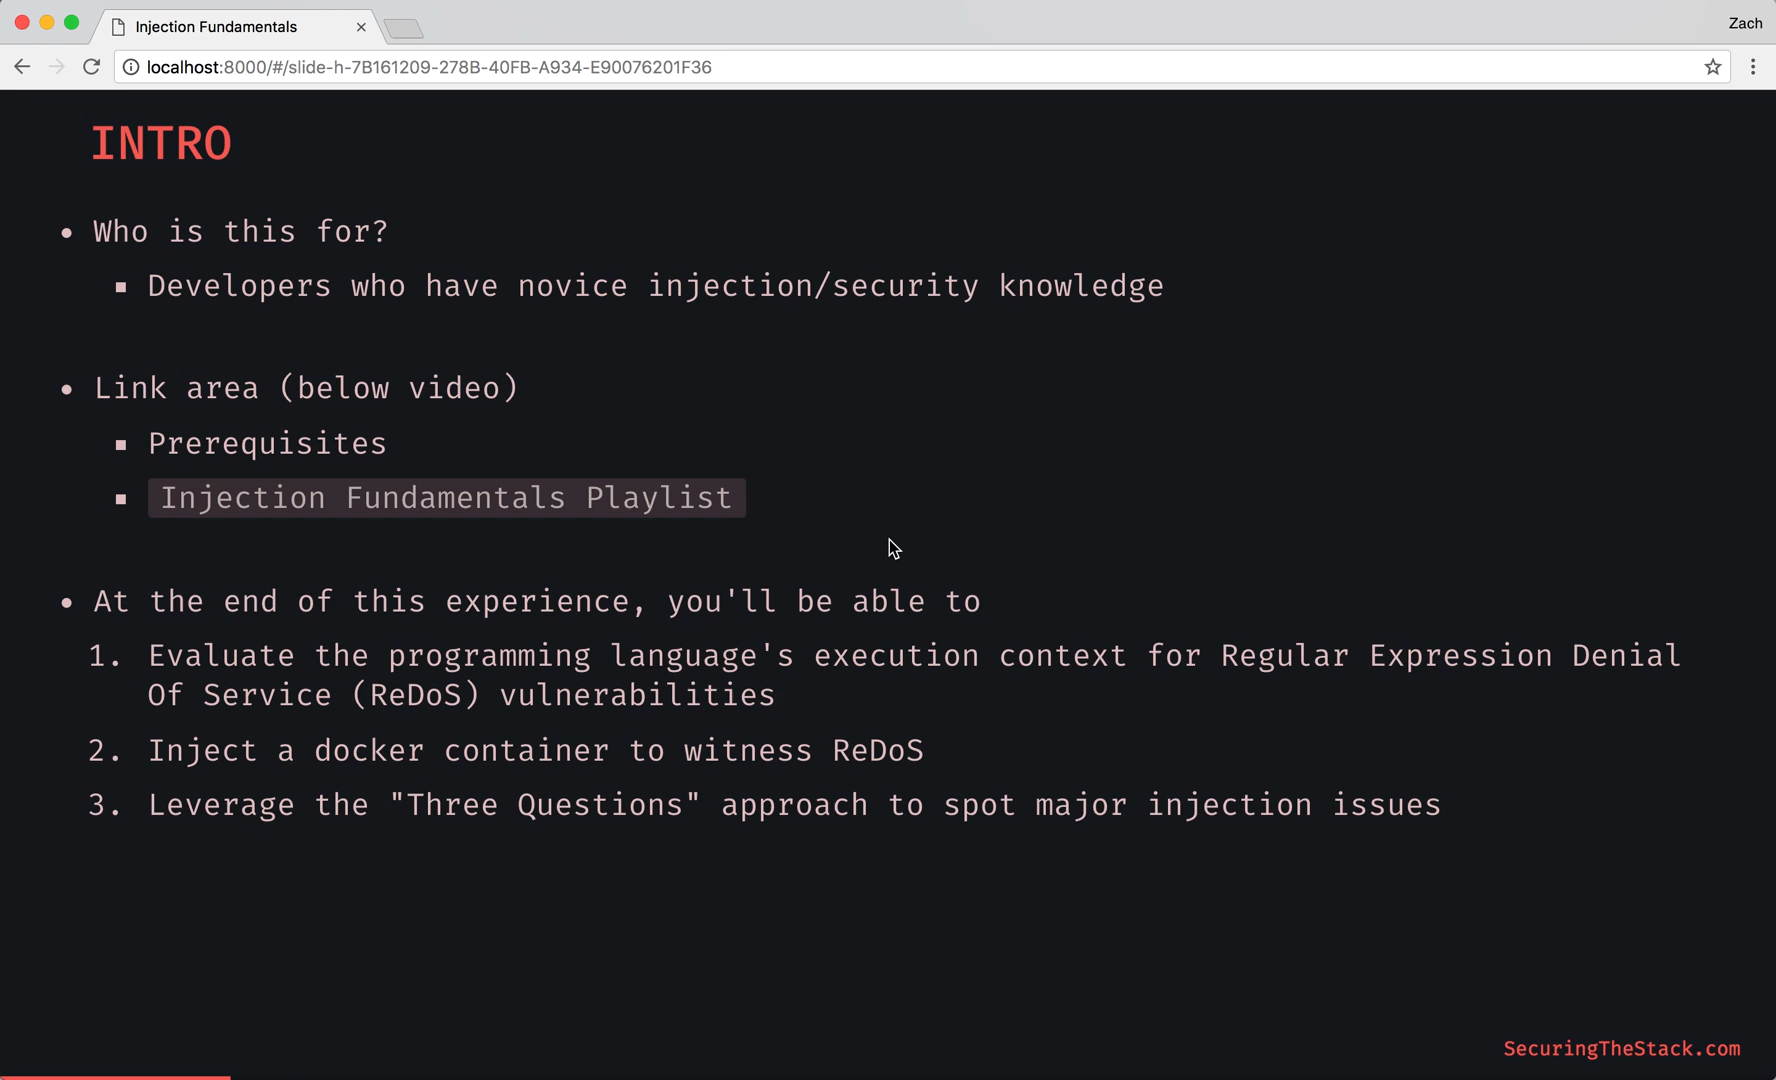 Injection Fundamentals
Zach
localhost:8000/#/slide-h-7B161209-278B-40FB-A934-E90076201F36
INTRO
• Who is this for?
▪ Developers who have novice injection/security knowledge
• Link area (below video)
▪ Prerequisites
▪ Injection Fundamentals Playlist
• At the end of this experience, you'll be able to
1. Evaluate the programming language's execution context for Regular Expression Denial
Of Service (ReDoS) vulnerabilities
2. Inject a docker container to witness ReDoS
3. Leverage the "Three Questions" approach to spot major injection issues
SecuringTheStack.com